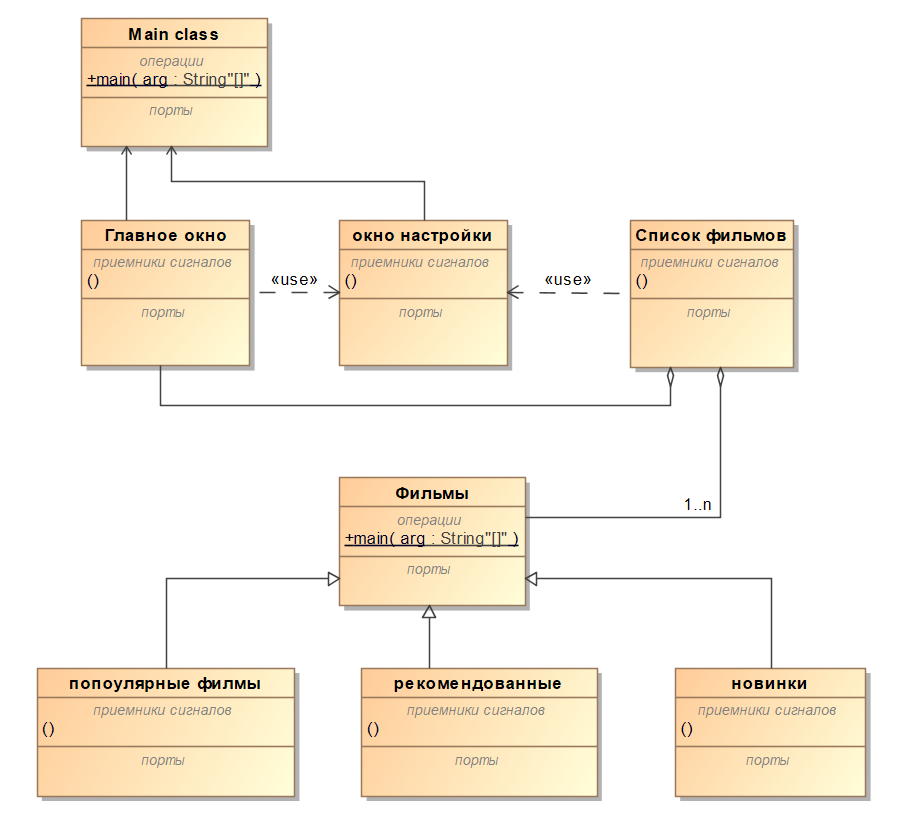 Main class
операции
+main( arg : String"[]" )
порты
Главное окно
приемники сигналов
()
порты
«use»
окно настройки
приемники сигналов
()
порты
«use»
Список фильмов
приемники сигналов
()
порты
Фильмы
операции
+main( arg : String"[]" )
порты
1..n
попоулярные филмы
приемники сигналов
()
порты
рекомендованные
приемники сигналов
()
порты
новинки
приемники сигналов
()
порты